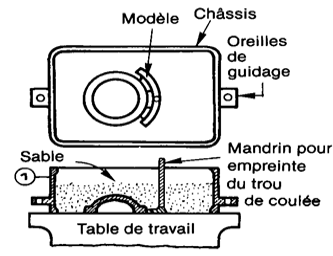 Modèle
Châssis
Oreilles
de
guidage
Sable
Mandrin pour
empreinte
du trou
de coulée
1
Table de travail